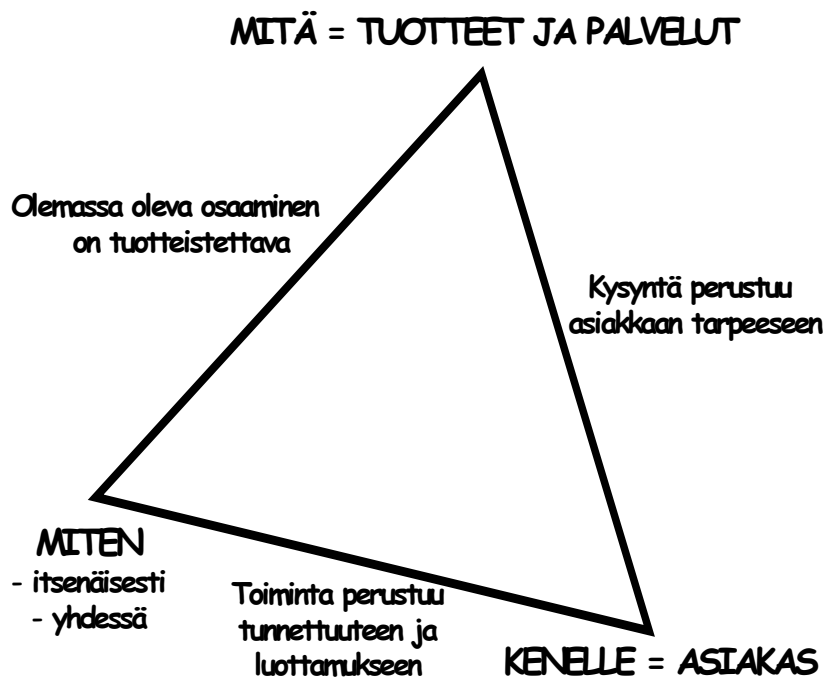 MITÄ = TUOTTEET JA PALVELUT
Olemassa oleva osaaminen
on tuotteistettava
Kysyntä perustuu
asiakkaan tarpeeseen
MITEN
- itsenäisesti
- yhdessä
Toiminta perustuu
tunnettuuteen ja
luottamukseen
KENELLE = ASIAKAS